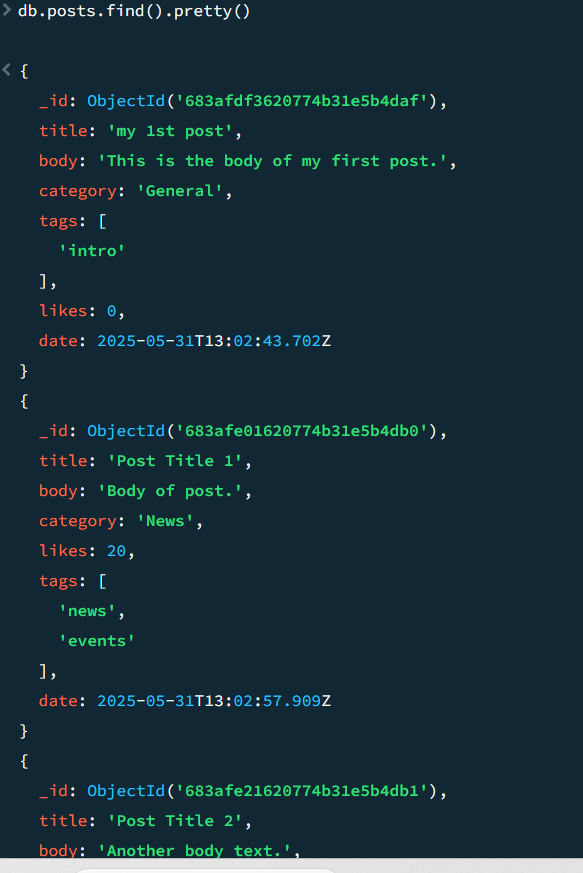 > db.posts.find().pretty()
< {
_id: ObjectId('683afdf3620774b31e5b4daf'),
title: 'my 1st post',
body: 'This is the body of my first post.',
category: 'General',
tags: [
'intro'
],
likes: 0,
date: 2025-05-31T13:02:43.702Z
}
{
_id: ObjectId('683afe01620774b31e5b4db0'),
title: 'Post Title 1',
body: 'Body of post.',
category: 'News',
likes: 20,
tags: [
'news',
'events'
],
date: 2025-05-31T13:02:57.909Z
}
{
_id: ObjectId('683afe21620774b31e5b4db1'),
title: 'Post Title 2',
body: 'Another body text.',